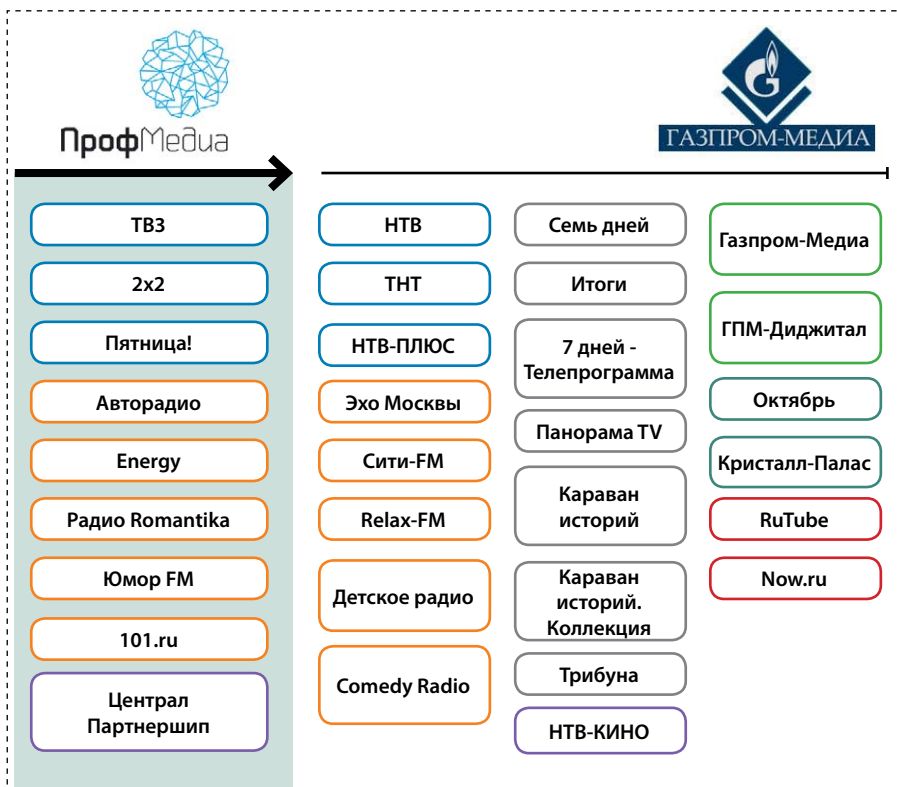 ПрофМедиа
ГАЗПРОМ-МЕДИА
ТВ3
2x2
Пятница!
Авторадио
Energy
Радио Romantika
Юмор FM
101.ru
Централ
Партнершип
НТВ
ТНТ
НТВ-ПЛЮС
Эхо Москвы
Сити-FM
Relax-FM
Детское радио
Comedy Radio
Семь дней
Итоги
7 дней -
Телепрограмма
Панорама TV
Караван
историй
Караван
историй.
Коллекция
Трибуна
НТВ-КИНО
Газпром-Медиа
ГПМ-Диджитал
Октябрь
Кристалл-Палас
RuTube
Now.ru